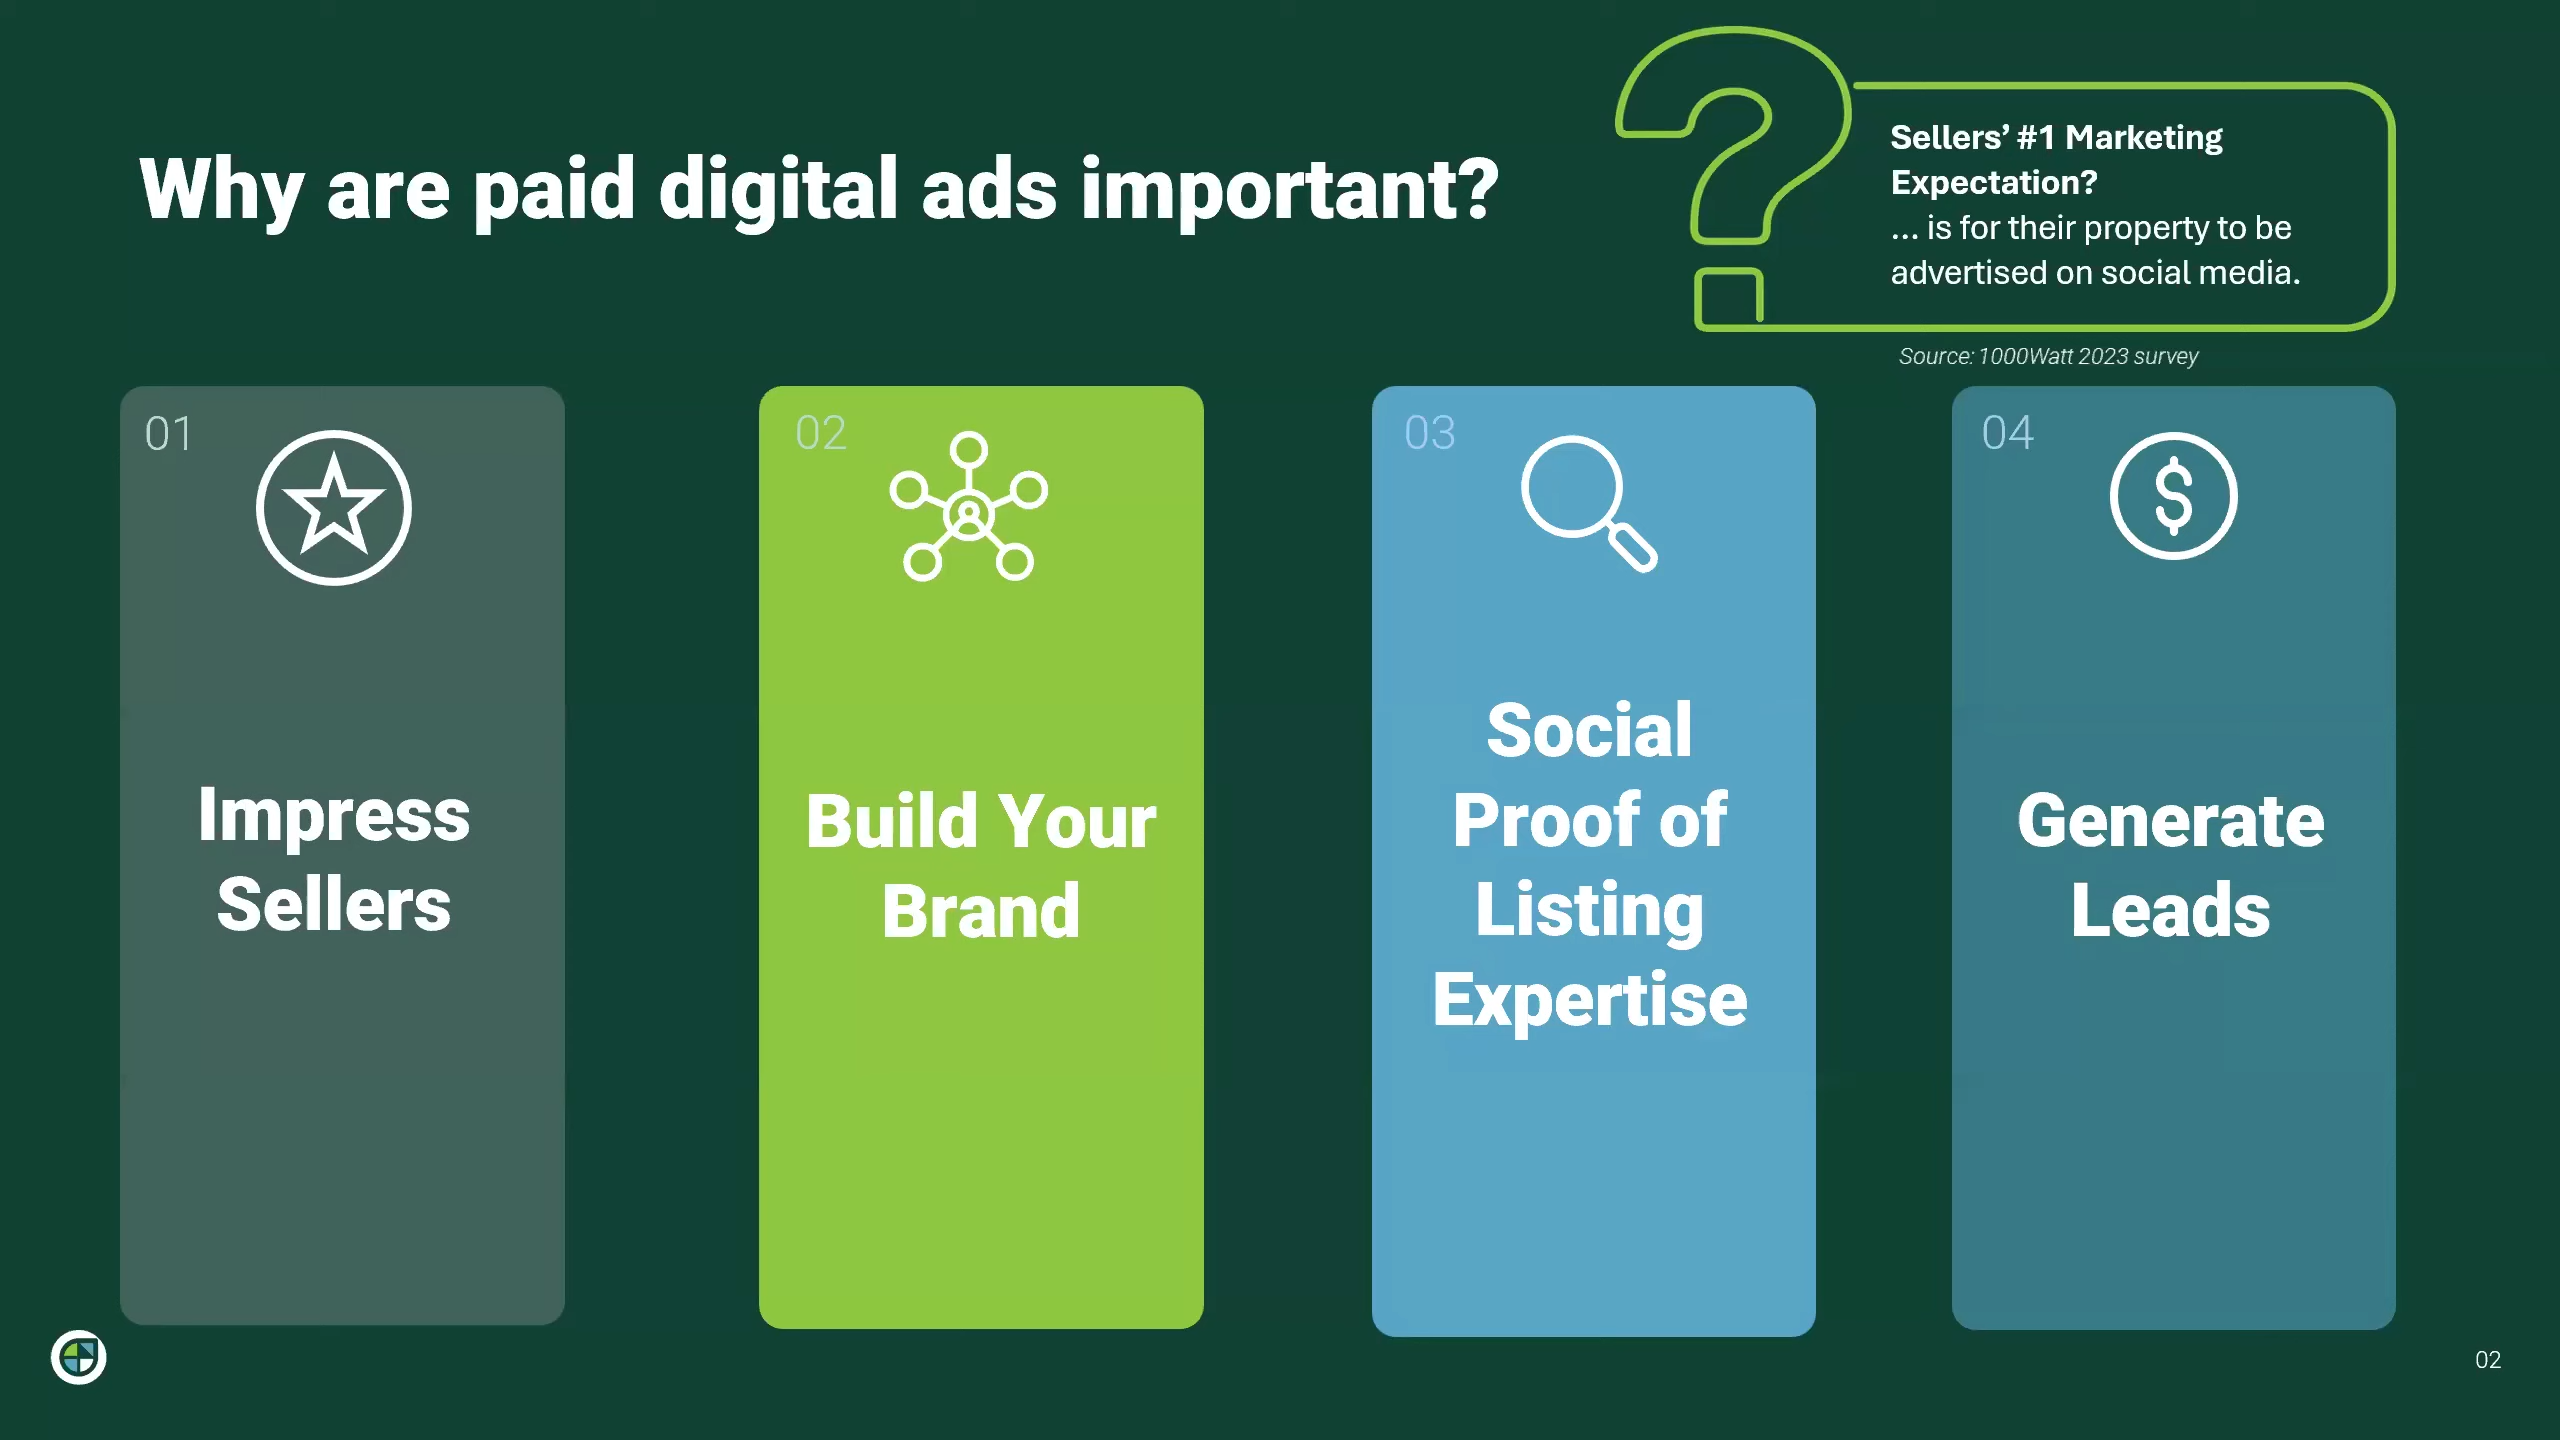 Why are paid digital ads important?
Sellers’ #1 Marketing
Expectation?
... is for their property to be
advertised on social media.
Source: 1000Watt 2023 survey
01
Impress
Sellers
02
Build Your
Brand
03
Social
Proof of
Listing
Expertise
04
$
Generate
Leads
02